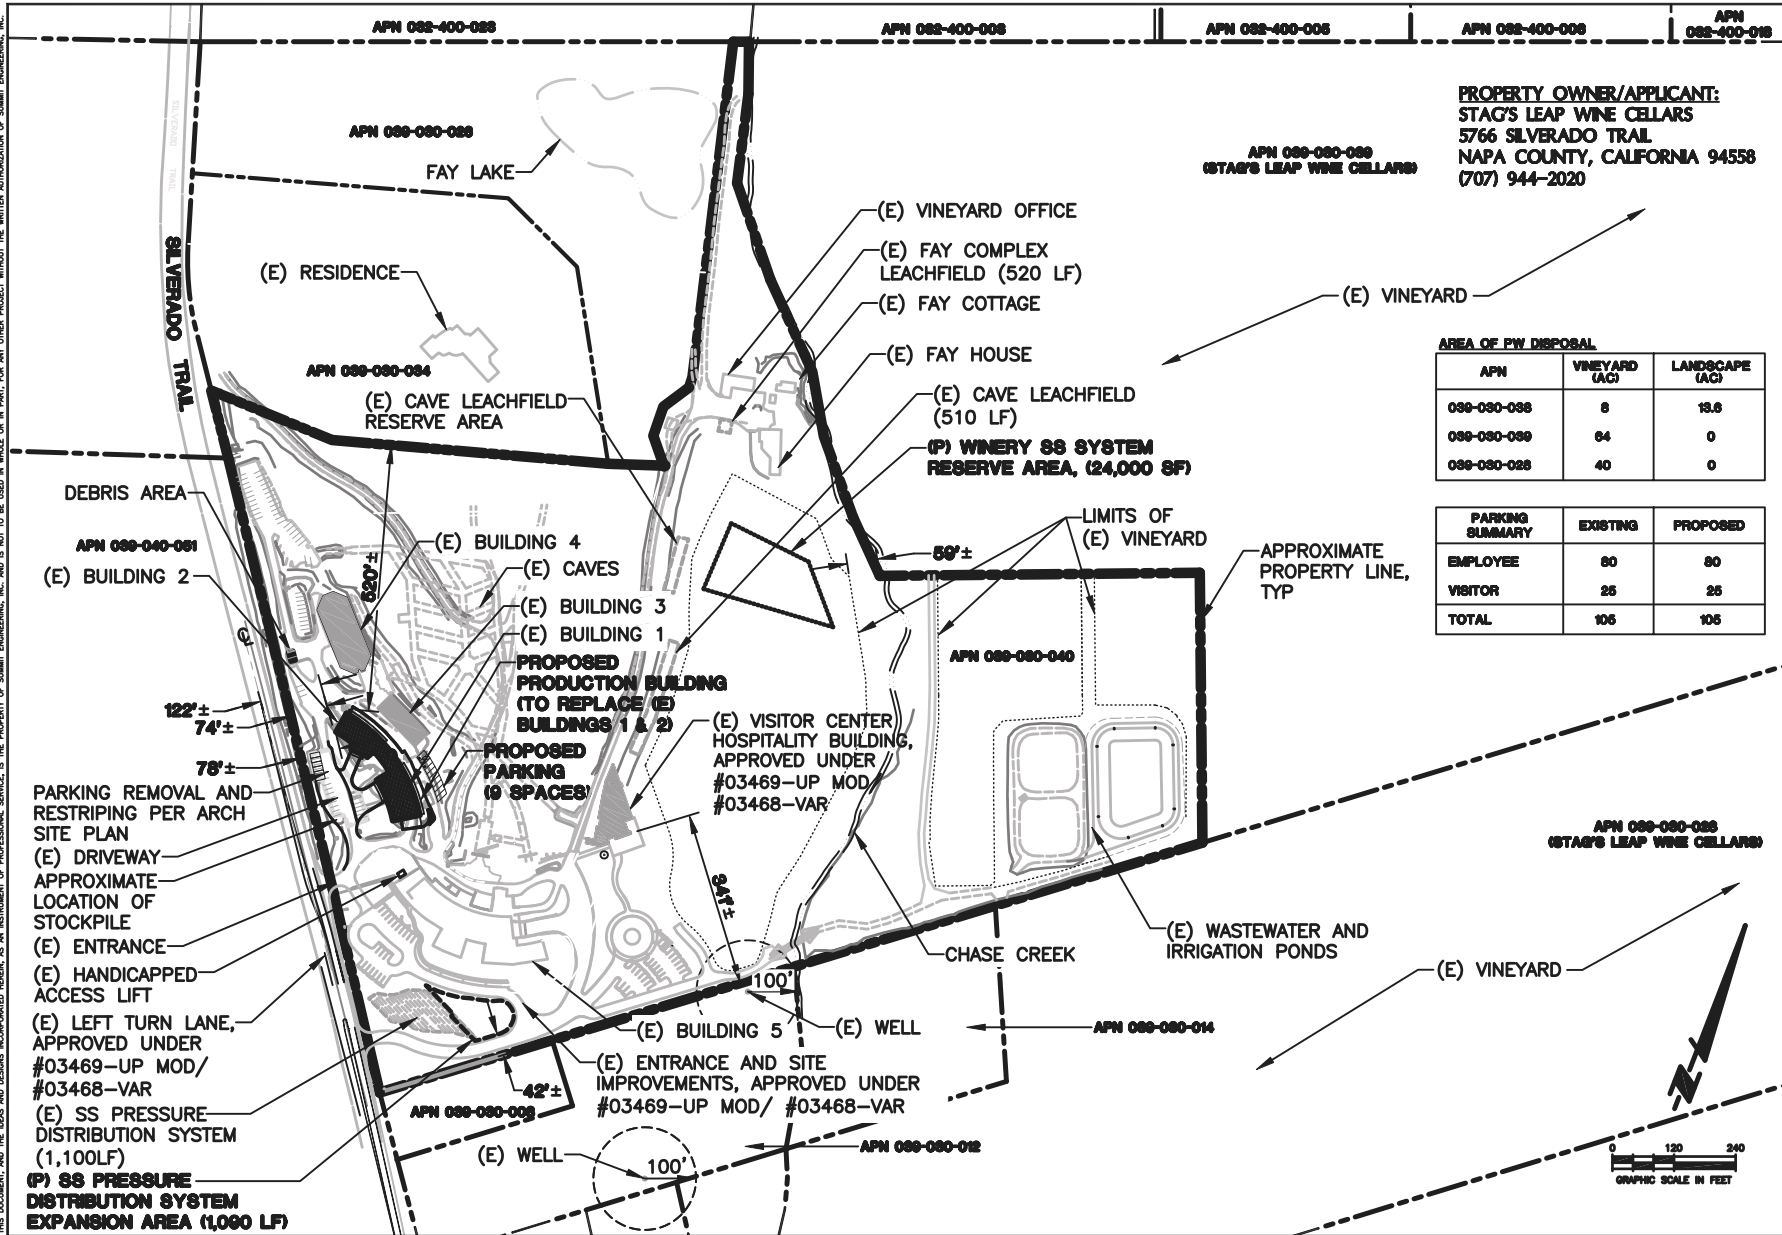 APN 032-400-023
APN 032-400-006
APN 032-400-005
APN 032-400-006
APN
032-400-016
PROPERTY OWNER/APPLICANT:
STAG'S LEAP WINE CELLARS
5766 SILVERADO TRAIL
NAPA COUNTY, CALIFORNIA 94558
(707) 944-2020
APN 039-030-026
FAY LAKE
APN 039-030-039
(STAG'S LEAP WINE CELLARS)
SILVERADO TRAIL
SILVERADO TRAIL
(E) VINEYARD OFFICE
(E) FAY COMPLEX
LEACHFIELD (520 LF)
(E) FAY COTTAGE
(E) FAY HOUSE
(E) RESIDENCE
(E) VINEYARD
APN 039-030-034
(E) CAVE LEACHFIELD
RESERVE AREA
(E) CAVE LEACHFIELD
(510 LF)
(P) WINERY SS SYSTEM
RESERVE AREA, (24,000 SF)
AREA OF PW DISPOSAL
APN VINEYARD (AC) LANDSCAPE (AC)
039-030-038 8 13.6
039-030-039 64 0
039-030-028 40 0
PARKING SUMMARY EXISTING PROPOSED
EMPLOYEE 80 80
VISITOR 25 25
TOTAL 105 105
DEBRIS AREA
APN 039-040-051
(E) BUILDING 2
(E) BUILDING 4
520'±
(E) CAVES
(E) BUILDING 3
(E) BUILDING 1
PROPOSED
PRODUCTION BUILDING
(TO REPLACE (E)
BUILDINGS 1 & 2)
PROPOSED
PARKING
(9 SPACES)
LIMITS OF
(E) VINEYARD
59'±
APPROXIMATE
PROPERTY LINE,
TYP
APN 039-030-040
122'±
74'±
78'±
(E) VISITOR CENTER
HOSPITALITY BUILDING,
APPROVED UNDER
#03469-UP MOD
#03468-VAR
341'±
PARKING REMOVAL AND
RESTRIPING PER ARCH
SITE PLAN
(E) DRIVEWAY
APPROXIMATE
LOCATION OF
STOCKPILE
(E) ENTRANCE
(E) HANDICAPPED
ACCESS LIFT
(E) LEFT TURN LANE,
APPROVED UNDER
#03469-UP MOD/
#03468-VAR
(E) SS PRESSURE
DISTRIBUTION SYSTEM
(1,100LF)
(P) SS PRESSURE
DISTRIBUTION SYSTEM
EXPANSION AREA (1,090 LF)
APN 039-030-028
(STAG'S LEAP WINE CELLARS)
(E) WASTEWATER AND
IRRIGATION PONDS
CHASE CREEK
(E) VINEYARD
100'
(E) BUILDING 5
(E) WELL
APN 039-030-014
(E) ENTRANCE AND SITE
IMPROVEMENTS, APPROVED UNDER
#03469-UP MOD/ #03468-VAR
42'±
(E) WELL
100'
APN 039-030-012
0 120 240
GRAPHIC SCALE IN FEET